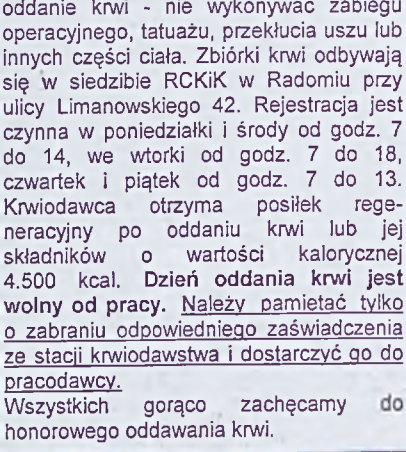 oddanie krwi - nie wykonywać zabiegu
operacyjnego, tatuażu, przekłucia uszu lub
innych części ciała. Zbiórki krwi odbywają
się w siedzibie RCKiK w Radomiu przy
ulicy Limanowskiego 42. Rejestracja jest
czynna w poniedziałki i środy od godz. 7
do 14, we wtorki od godz. 7 do 18,
czwartek i piątek od godz. 7 do 13.
Krwiodawca otrzyma posiłek rege-
neracyjny po oddaniu krwi lub jej
składników o wartości kalorycznej
4.500 kcal. Dzień oddania krwi jest
wolny od pracy. Należy pamietać tylko
o zabraniu odpowiedniego zaświadczenia
ze stacji krwiodawstwa i dostarczyć go do
pracodawcy.
Wszystkich gorąco zachęcamy do
honorowego oddawania krwi.